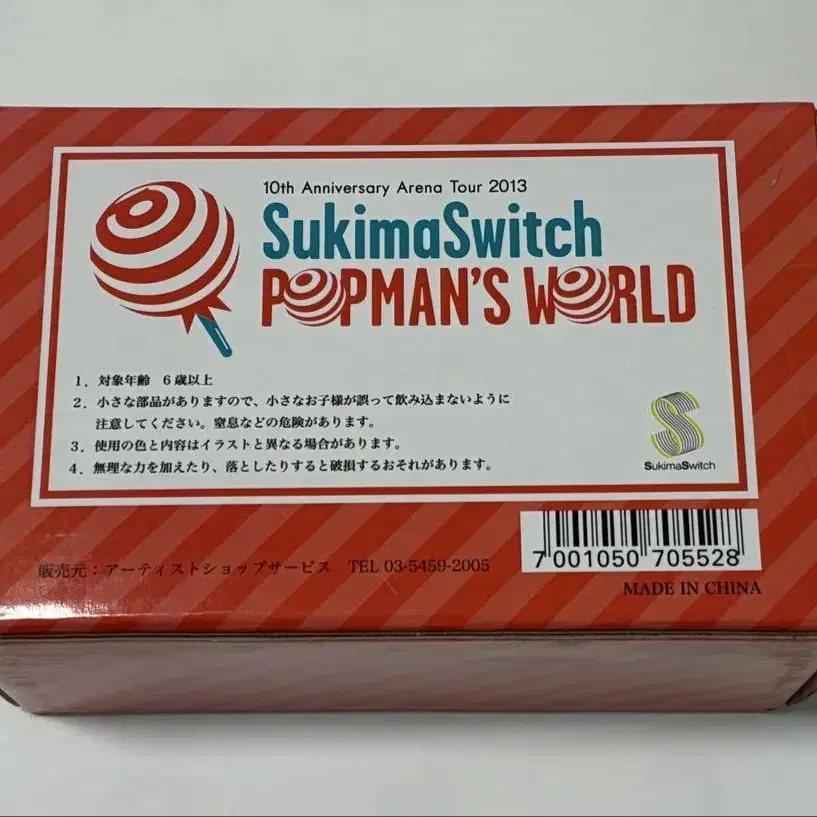 10th Anniversary Arena Tour 2013
SukimaSwitch
POPMAN'S WORLD
1. 対象年齢 6歳以上
2. 小さな部品がありますので、小さなお子様が誤って飲み込まないように
注意してください。窒息などの危険があります。
3. 使用の色と内容はイラストと異なる場合があります。
4. 無理な力を加えたり、落としたりすると破損するおそれがあります。
SukimaSwitch
販売元：アーティストショップサービス TEL 03-5459-2005
7 001050 705528
MADE IN CHINA